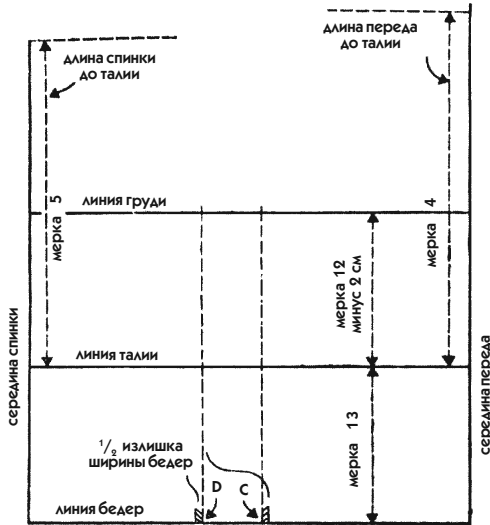 длина спинки
до талии
длина переда
до талии
мерка 5
линия груди
мерка 4
мерка 12
минус 2 см
середина спинки
линия талии
середина переда
1/2 излишка
ширины бедер
D
C
мерка 13
линия бедер